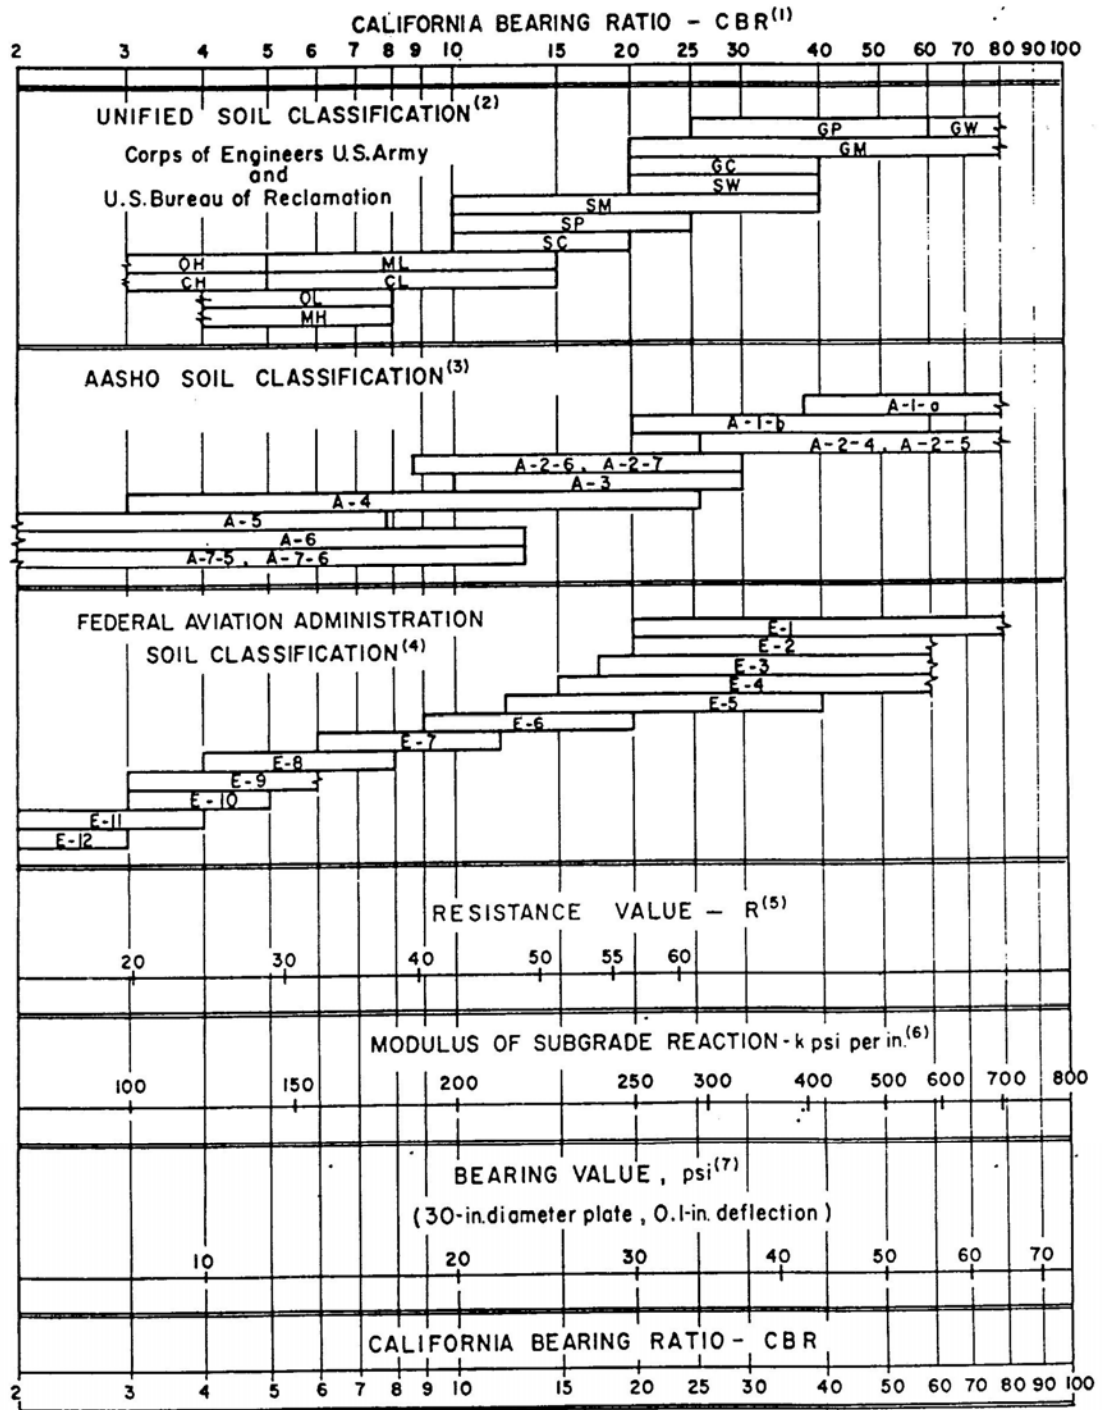 CALIFORNIA BEARING RATIO - CBR(1)
2 3 4 5 6 7 8 9 10 15 20 25 30 40 50 60 70 80 90 100
UNIFIED SOIL CLASSIFICATION(2)
Corps of Engineers U.S.Army
and
U.S.Bureau of Reclamation
GP GW
GM
GC
SW
SM
SP
SC
OH ML
CH CL
OL
MH
AASHO SOIL CLASSIFICATION(3)
A-1-a
A-1-b
A-2-4, A-2-5
A-2-6, A-2-7
A-3
A-4
A-5
A-6
A-7-5, A-7-6
FEDERAL AVIATION ADMINISTRATION
SOIL CLASSIFICATION(4)
E-1
E-2
E-3
E-4
E-5
E-6
E-7
E-8
E-9
E-10
E-11
E-12
RESISTANCE VALUE - R(5)
20 30 40 50 55 60
MODULUS OF SUBGRADE REACTION-k psi per in.(6)
100 150 200 250 300 400 500 600 700 800
BEARING VALUE, psi(7)
(30-in.diameter plate, 0.1-in. deflection)
10 20 30 40 50 60 70
CALIFORNIA BEARING RATIO - CBR
2 3 4 5 6 7 8 9 10 15 20 25 30 40 50 60 70 80 90 100